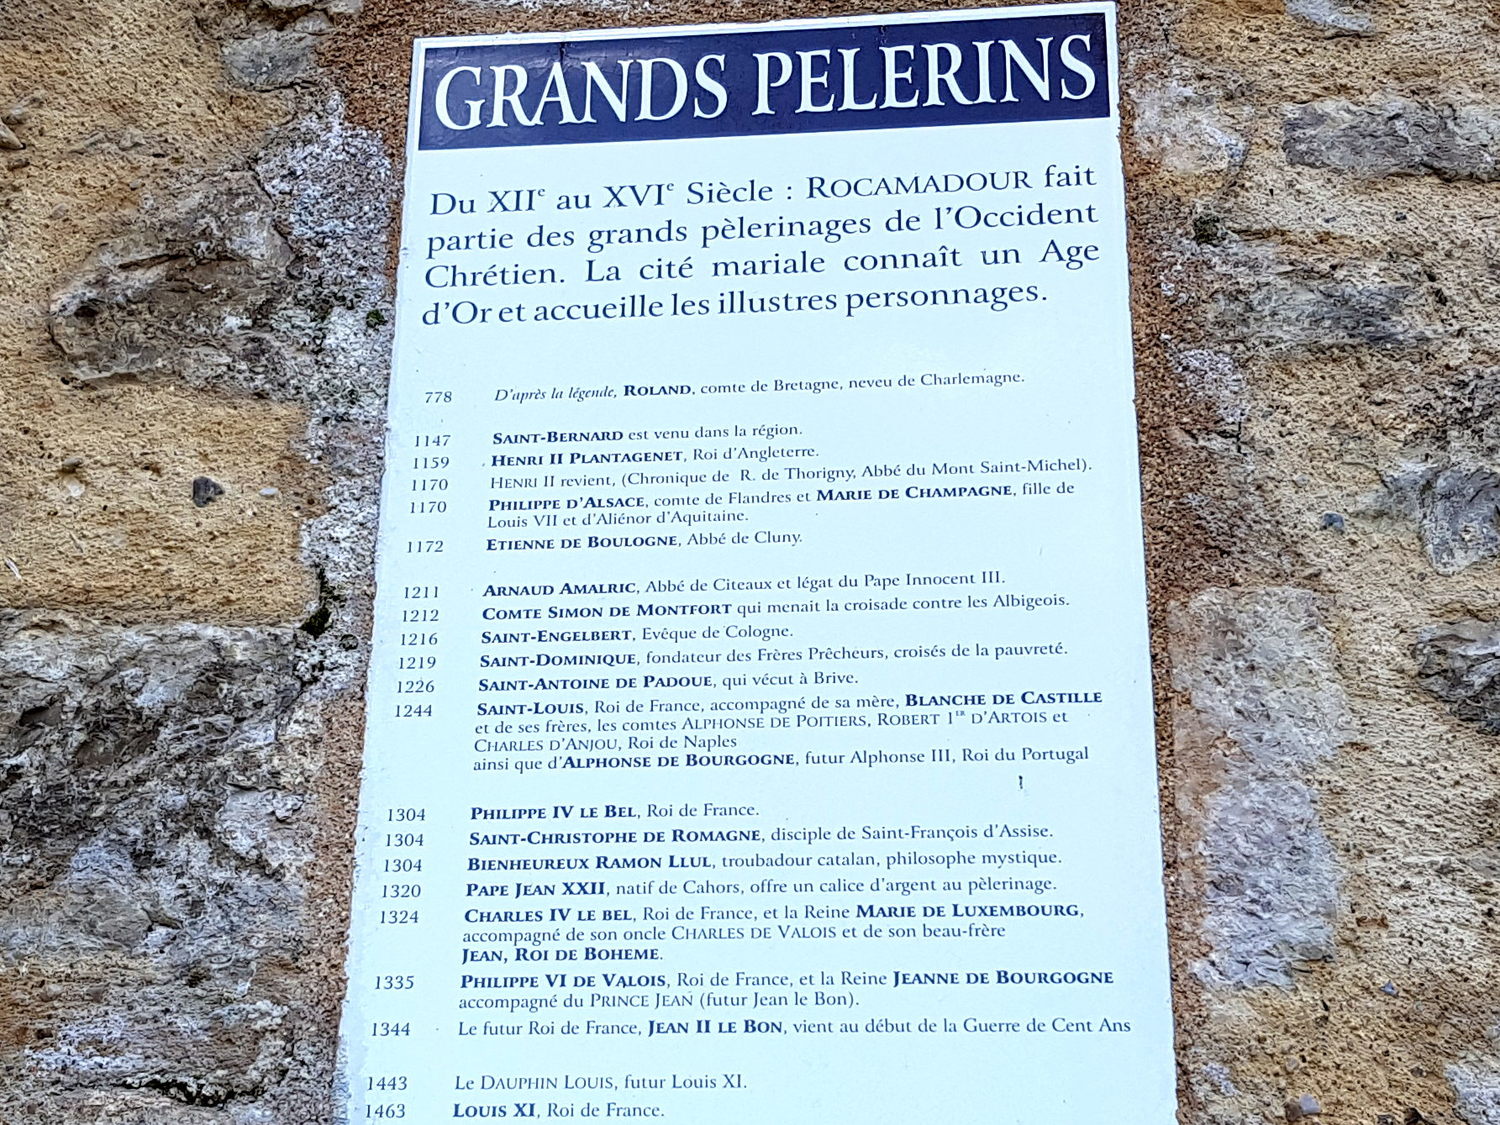 GRANDS PELERINS
Du XIIe au XVIe Siècle : ROCAMADOUR fait
partie des grands pèlerinages de l'Occident
Chrétien. La cité mariale connaît un Age
d'Or et accueille les illustres personnages.
778 D'après la légende, ROLAND, comte de Bretagne, neveu de Charlemagne.
1147 SAINT-BERNARD est venu dans la région.
1159 HENRI II PLANTAGENET, Roi d'Angleterre.
1170 HENRI II revient, (Chronique de R. de Thorigny, Abbé du Mont Saint-Michel).
1170 PHILIPPE D'ALSACE, comte de Flandres et MARIE DE CHAMPAGNE, fille de
Louis VII et d'Aliénor d'Aquitaine.
1172 ETIENNE DE BOULOGNE, Abbé de Cluny.
1211 ARNAUD AMALRIC, Abbé de Citeaux et légat du Pape Innocent III.
1212 COMTE SIMON DE MONTFORT qui menait la croisade contre les Albigeois.
1216 SAINT-ENGELBERT, Evêque de Cologne.
1219 SAINT-DOMINIQUE, fondateur des Frères Prêcheurs, croisés de la pauvreté.
1226 SAINT-ANTOINE DE PADOUE, qui vécut à Brive.
1244 SAINT-LOUIS, Roi de France, accompagné de sa mère, BLANCHE DE CASTILLE
et de ses frères, les comtes ALPHONSE DE POITIERS, ROBERT 1ER D'ARTOIS et
CHARLES D'ANJOU, Roi de Naples
ainsi que d'ALPHONSE DE BOURGOGNE, futur Alphonse III, Roi du Portugal
1304 PHILIPPE IV LE BEL, Roi de France.
1304 SAINT-CHRISTOPHE DE ROMAGNE, disciple de Saint-François d'Assise.
1304 BIENHEUREUX RAMON LLUL, troubadour catalan, philosophe mystique.
1320 PAPE JEAN XXII, natif de Cahors, offre un calice d'argent au pèlerinage.
1324 CHARLES IV LE BEL, Roi de France, et la Reine MARIE DE LUXEMBOURG,
accompagné de son oncle CHARLES DE VALOIS et de son beau-frère
JEAN, ROI DE BOHEME.
1335 PHILIPPE VI DE VALOIS, Roi de France, et la Reine JEANNE DE BOURGOGNE
accompagné du PRINCE JEAN (futur Jean le Bon).
1344 Le futur Roi de France, JEAN II LE BON, vient au début de la Guerre de Cent Ans
1443 Le DAUPHIN LOUIS, futur Louis XI.
1463 LOUIS XI, Roi de France.